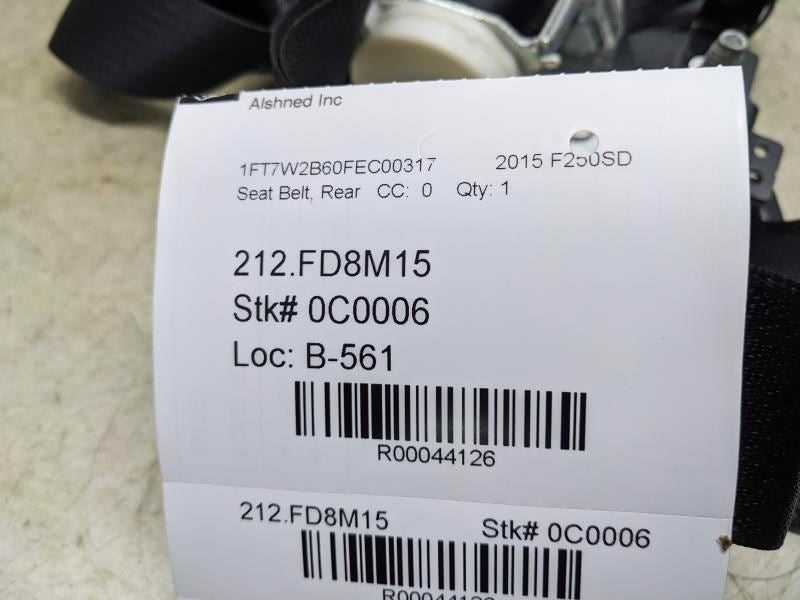 Alshned Inc
1FT7W2B60FEC00317 2015 F250SD
Seat Belt, Rear CC: 0 Qty: 1
212.FD8M15
Stk# 0C0006
Loc: B-561
R00044126
212.FD8M15 Stk# 0C0006
R00044126